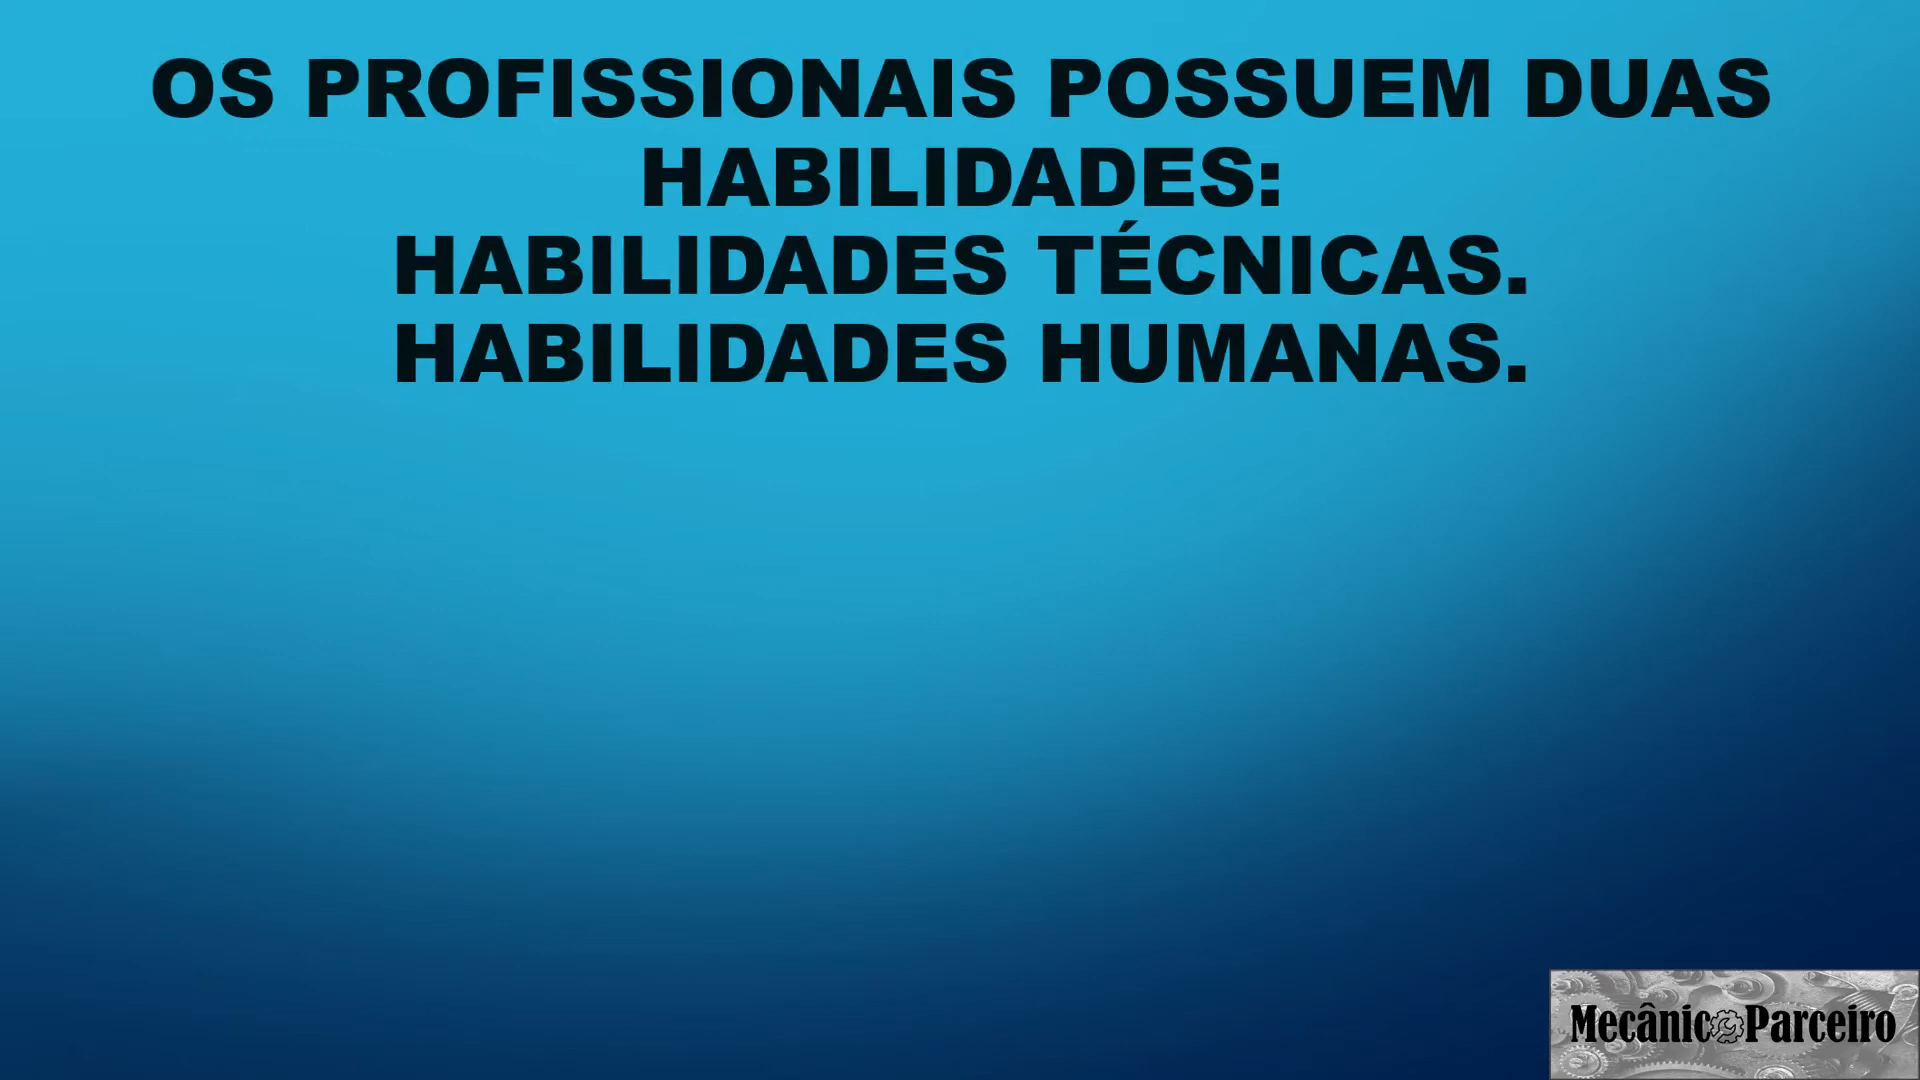 OS PROFISSIONAIS POSSUEM DUAS
HABILIDADES:
HABILIDADES TÉCNICAS.
HABILIDADES HUMANAS.
Mecânico Parceiro